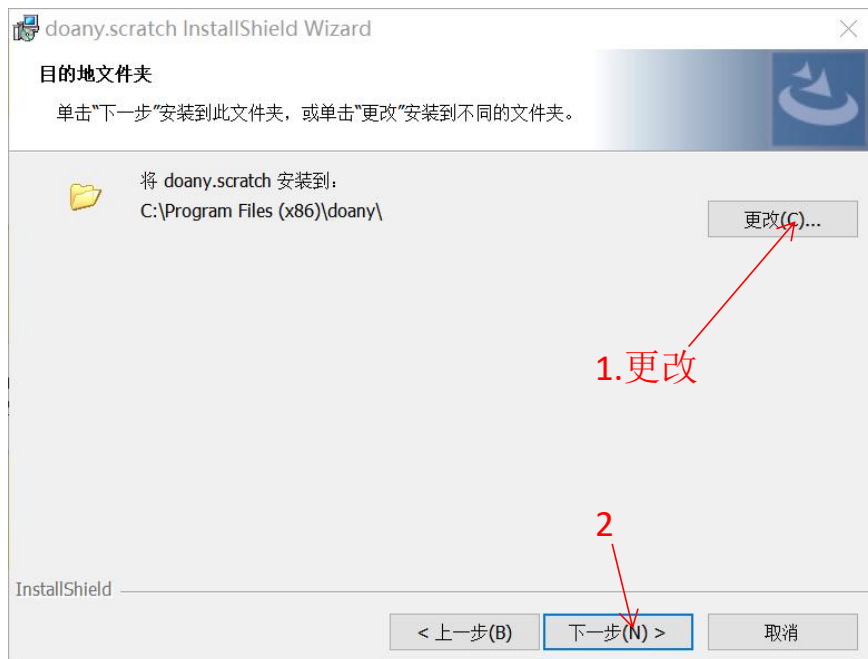 doany.scratch InstallShield Wizard
目的地文件夹
单击“下一步”安装到此文件夹，或单击“更改”安装到不同的文件夹。
将 doany.scratch 安装到：
C:\Program Files (x86)\doany\
更改(C)...
1.更改
2
InstallShield
< 上一步(B)
下一步(N) >
取消